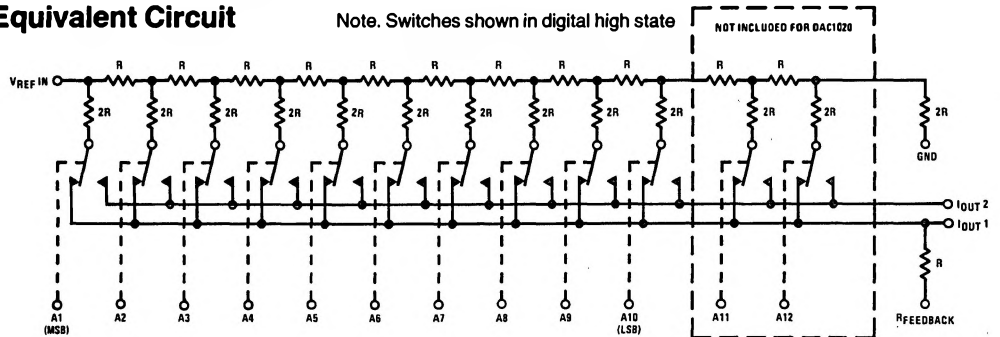 Equivalent Circuit
Note. Switches shown in digital high state
NOT INCLUDED FOR DAC1020
R R R R R R R R R R R
VREF IN
2R 2R 2R 2R 2R 2R 2R 2R 2R 2R 2R 2R 2R
GND
IOUT 2
IOUT 1
R
A1 A2 A3 A4 A5 A6 A7 A8 A9 A10 A11 A12
(MSB) (LSB)
RFEEDBACK